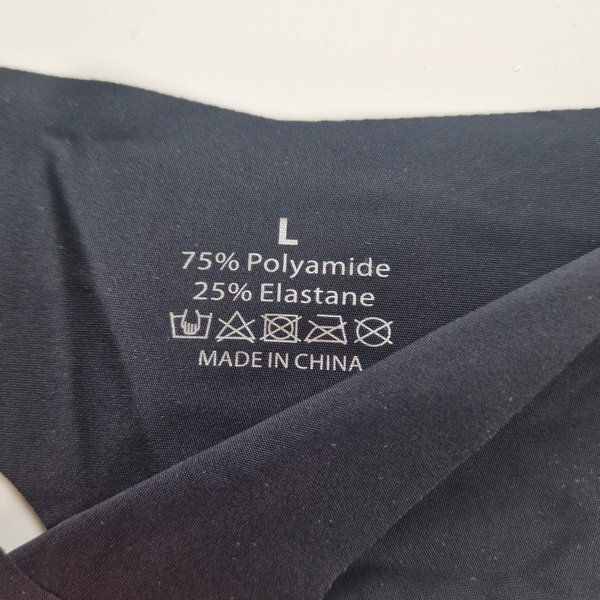 L
75% Polyamide
25% Elastane
MADE IN CHINA